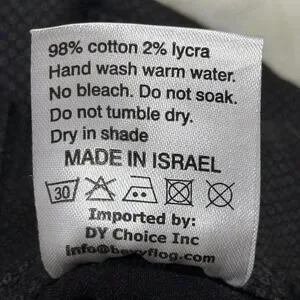 98% cotton 2% lycra
Hand wash warm water.
No bleach. Do not soak.
Do not tumble dry.
Dry in shade
MADE IN ISRAEL
30
Imported by:
DY Choice Inc